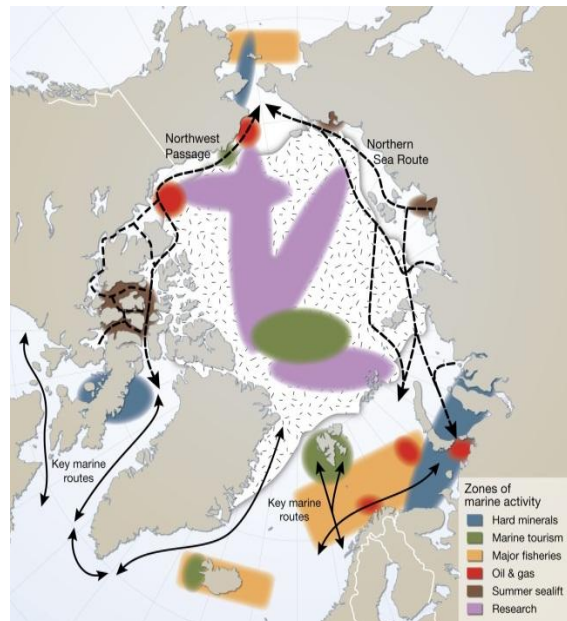 Northwest
Passage
Northern
Sea Route
Key marine
routes
Key marine
routes
Zones of
marine activity
Hard minerals
Marine tourism
Major fisheries
Oil & gas
Summer sealift
Research